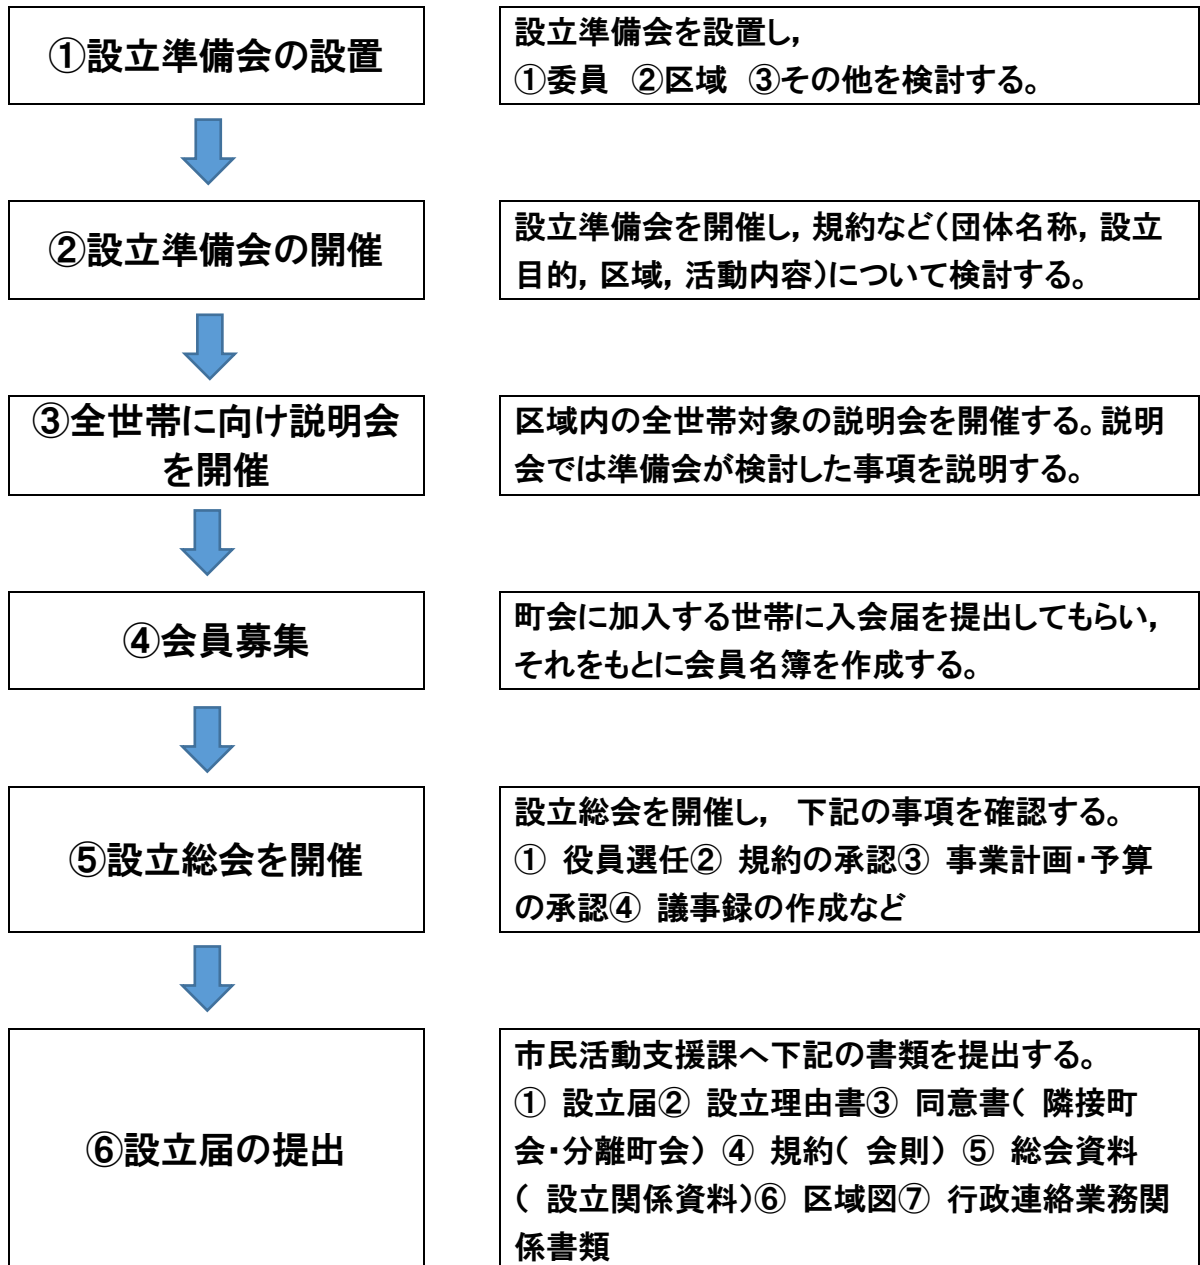 ①設立準備会の設置
設立準備会を設置し,
①委員 ②区域 ③その他を検討する。
②設立準備会の開催
設立準備会を開催し, 規約など(団体名称, 設立
目的, 区域, 活動内容)について検討する。
③全世帯に向け説明会
を開催
区域内の全世帯対象の説明会を開催する。説明
会では準備会が検討した事項を説明する。
④会員募集
町会に加入する世帯に入会届を提出してもらい,
それをもとに会員名簿を作成する。
⑤設立総会を開催
設立総会を開催し, 下記の事項を確認する。
① 役員選任② 規約の承認③ 事業計画・予算
の承認④ 議事録の作成など
⑥設立届の提出
市民活動支援課へ下記の書類を提出する。
① 設立届② 設立理由書③ 同意書( 隣接町
会・分離町会) ④ 規約( 会則) ⑤ 総会資料
( 設立関係資料)⑥ 区域図⑦ 行政連絡業務関
係書類